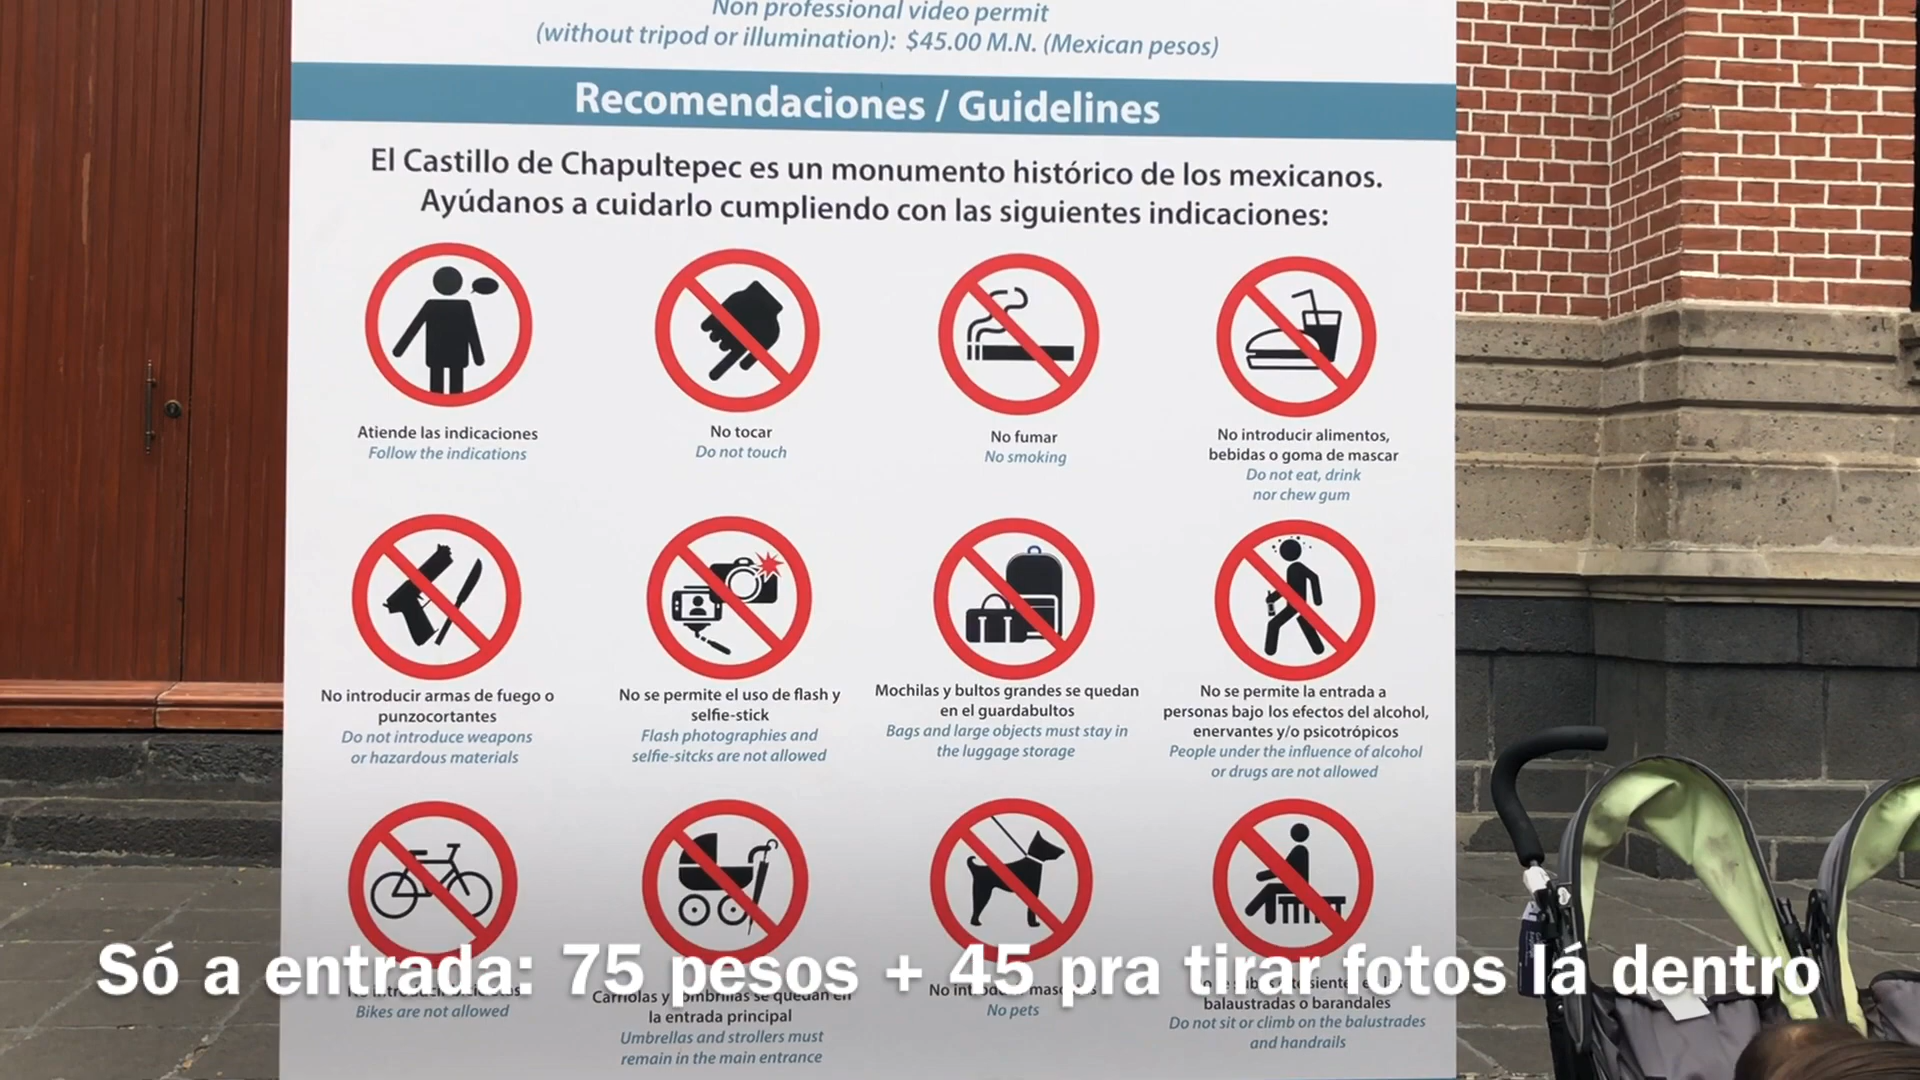 Non professional video permit
(without tripod or illumination): $45.00 M.N. (Mexican pesos)
Recomendaciones / Guidelines
El Castillo de Chapultepec es un monumento histórico de los mexicanos.
Ayúdanos a cuidarlo cumpliendo con las siguientes indicaciones:
Atiende las indicaciones
Follow the indications
No tocar
Do not touch
No fumar
No smoking
No introducir alimentos,
bebidas o goma de mascar
Do not eat, drink
nor chew gum
No introducir armas de fuego o
punzocortantes
Do not introduce weapons
or hazardous materials
No se permite el uso de flash y
selfie-stick
Flash photographies and
selfie-sitcks are not allowed
Mochilas y bultos grandes se quedan
en el guardabultos
Bags and large objects must stay in
the luggage storage
No se permite la entrada a
personas bajo los efectos del alcohol,
enervantes y/o psicotrópicos
People under the influence of alcohol
or drugs are not allowed
Bikes are not allowed
Carriolas y sombrillas se quedan en
la entrada principal
Umbrellas and strollers must
remain in the main entrance
No introducir mascotas
No pets
balaustradas o barandales
Do not sit or climb on the balustrades
and handrails
Só a entrada: 75 pesos + 45 pra tirar fotos lá dentro